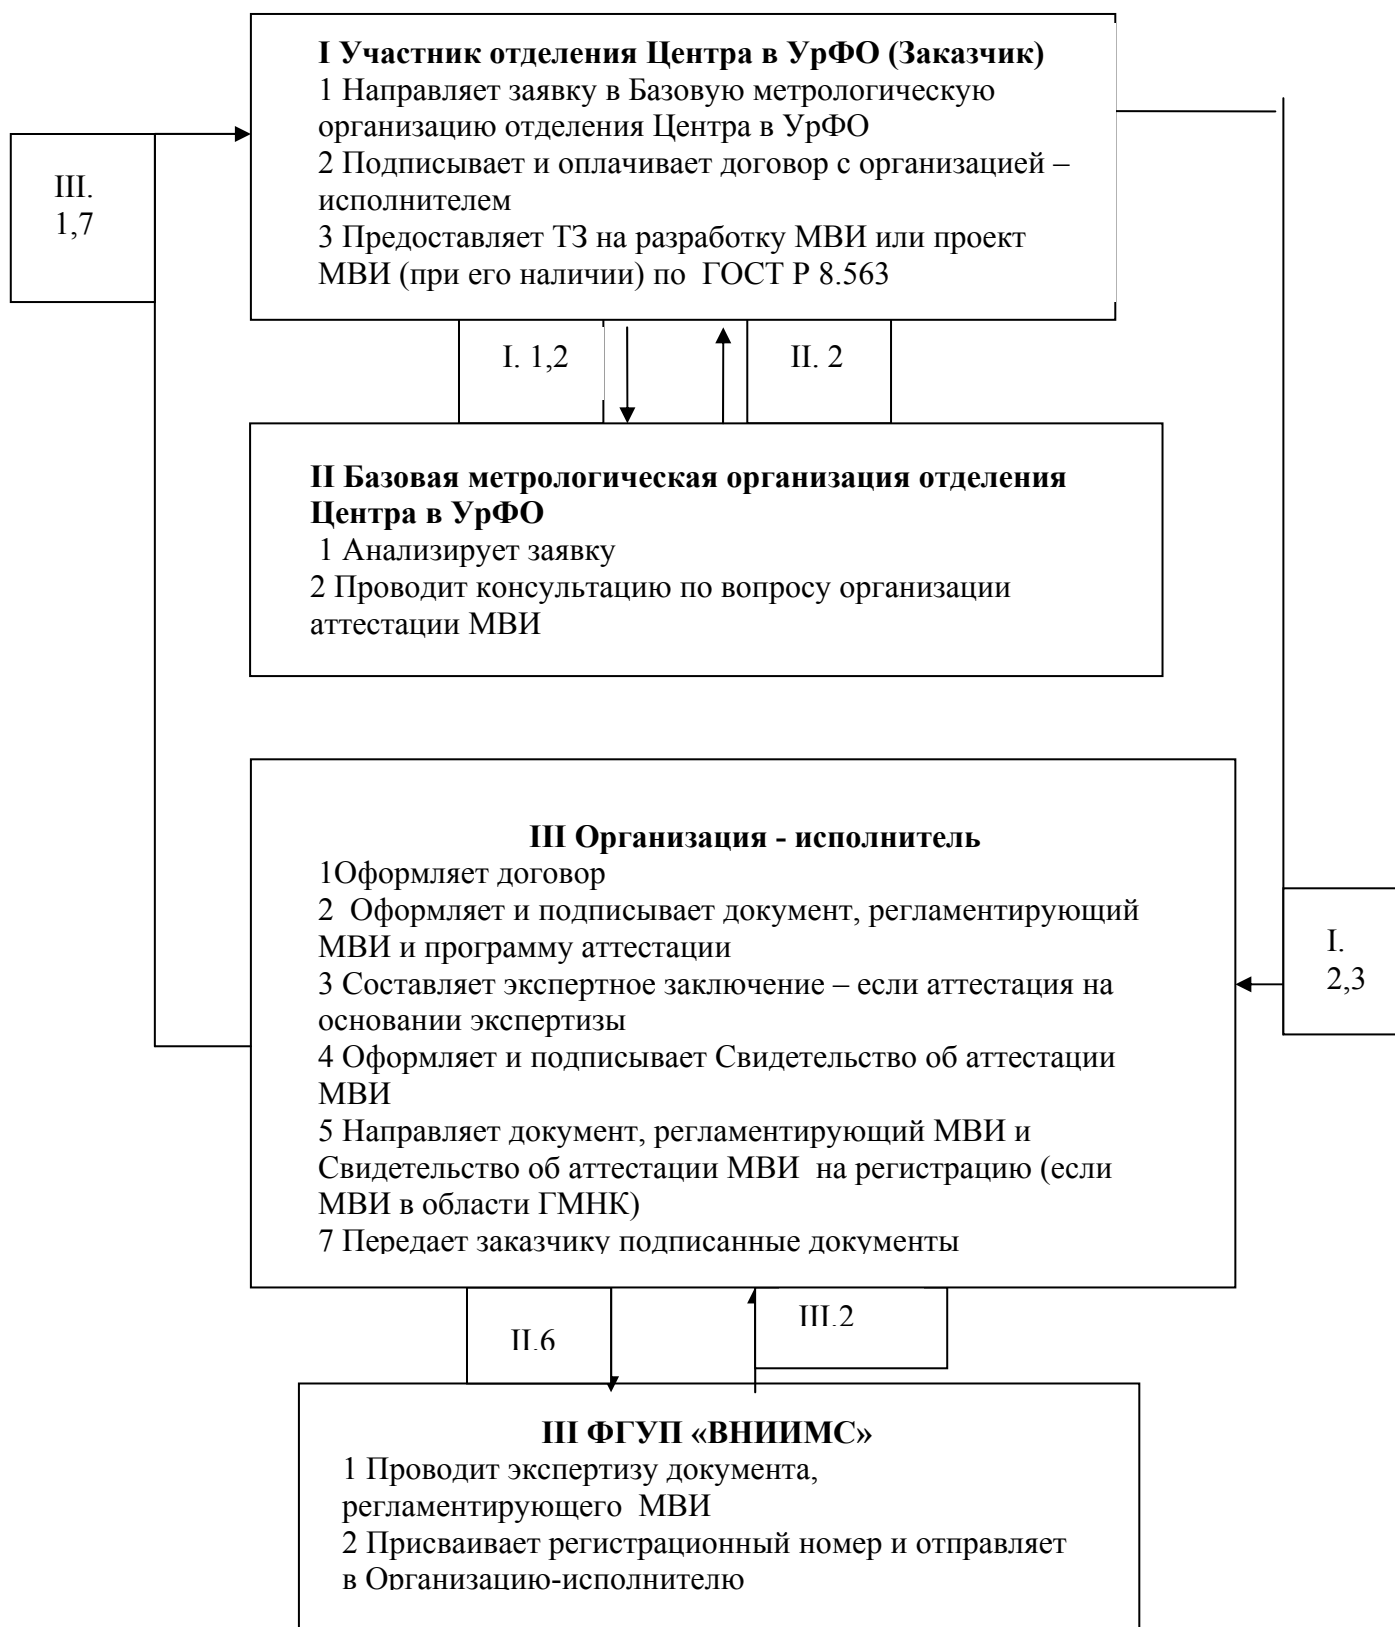 I Участник отделения Центра в УрФО (Заказчик)
1 Направляет заявку в Базовую метрологическую
организацию отделения Центра в УрФО
2 Подписывает и оплачивает договор с организацией –
исполнителем
3 Предоставляет ТЗ на разработку МВИ или проект
МВИ (при его наличии) по ГОСТ Р 8.563
III.
1,7
I. 1,2
II. 2
II Базовая метрологическая организация отделения
Центра в УрФО
1 Анализирует заявку
2 Проводит консультацию по вопросу организации
аттестации МВИ
III Организация - исполнитель
1Оформляет договор
2 Оформляет и подписывает документ, регламентирующий
МВИ и программу аттестации
3 Составляет экспертное заключение – если аттестация на
основании экспертизы
4 Оформляет и подписывает Свидетельство об аттестации
МВИ
5 Направляет документ, регламентирующий МВИ и
Свидетельство об аттестации МВИ на регистрацию (если
МВИ в области ГМНК)
7 Передает заказчику подписанные документы
I.
2,3
II.6
III.2
III ФГУП «ВНИИМС»
1 Проводит экспертизу документа,
регламентирующего МВИ
2 Присваивает регистрационный номер и отправляет
в Организацию-исполнителю